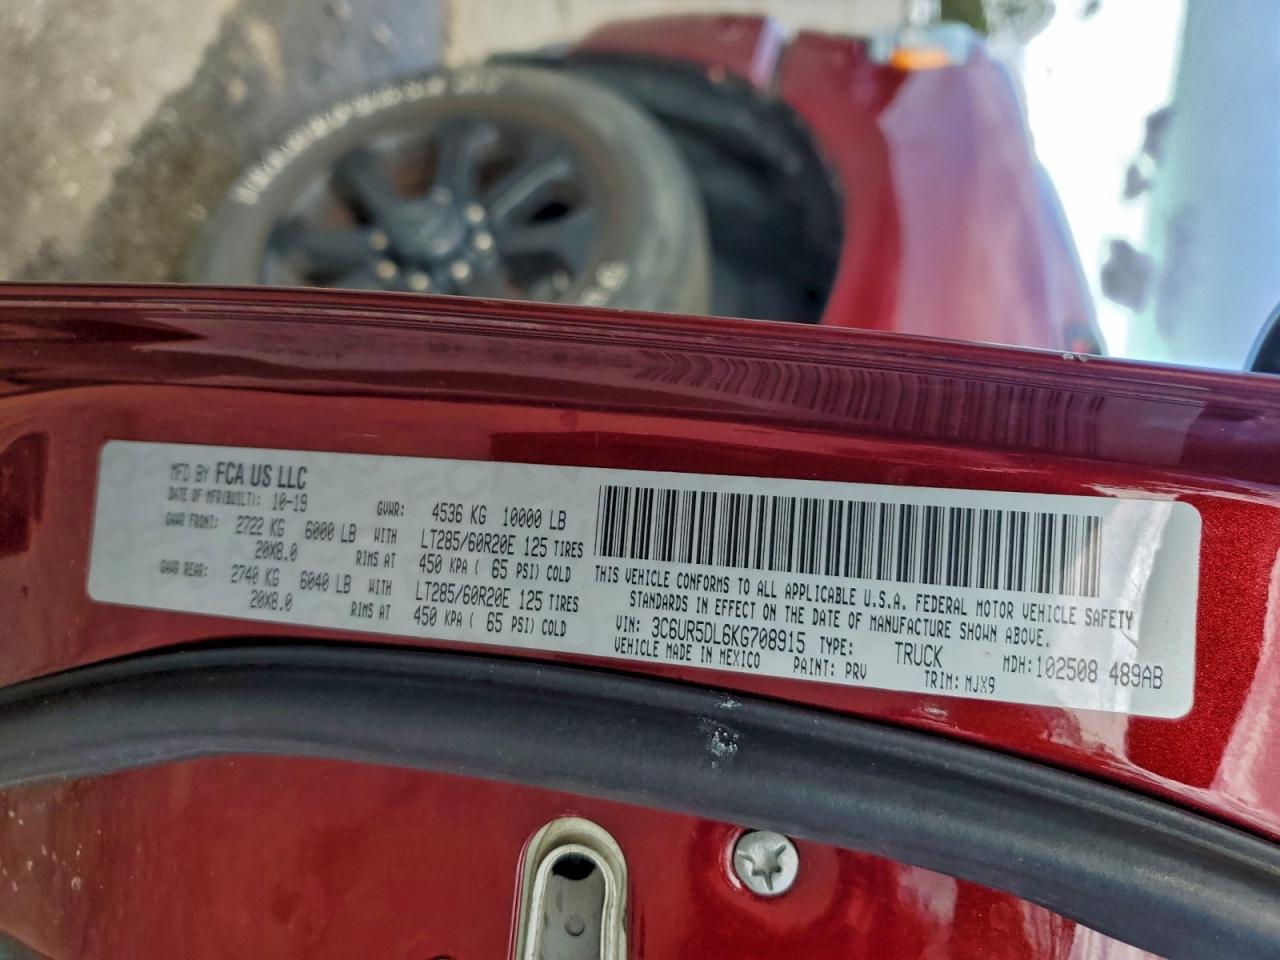 MFD BY FCA US LLC
DATE OF MFR(BUILT): 10-19 GVWR: 4536 KG 10000 LB
GAWR FRONT: 2722 KG 6000 LB WITH LT285/60R20E 125 TIRES
20X8.0 RIMS AT 450 KPA ( 65 PSI) COLD
GAWR REAR: 2740 KG 6040 LB WITH LT285/60R20E 125 TIRES
20X8.0 RIMS AT 450 KPA ( 65 PSI) COLD
THIS VEHICLE CONFORMS TO ALL APPLICABLE U.S.A. FEDERAL MOTOR VEHICLE SAFETY
STANDARDS IN EFFECT ON THE DATE OF MANUFACTURE SHOWN ABOVE.
VIN: 3C6UR5DL6KG708915 TYPE: TRUCK MDH: 102508 489AB
VEHICLE MADE IN MEXICO PAINT: PRV TRIM: MJX9